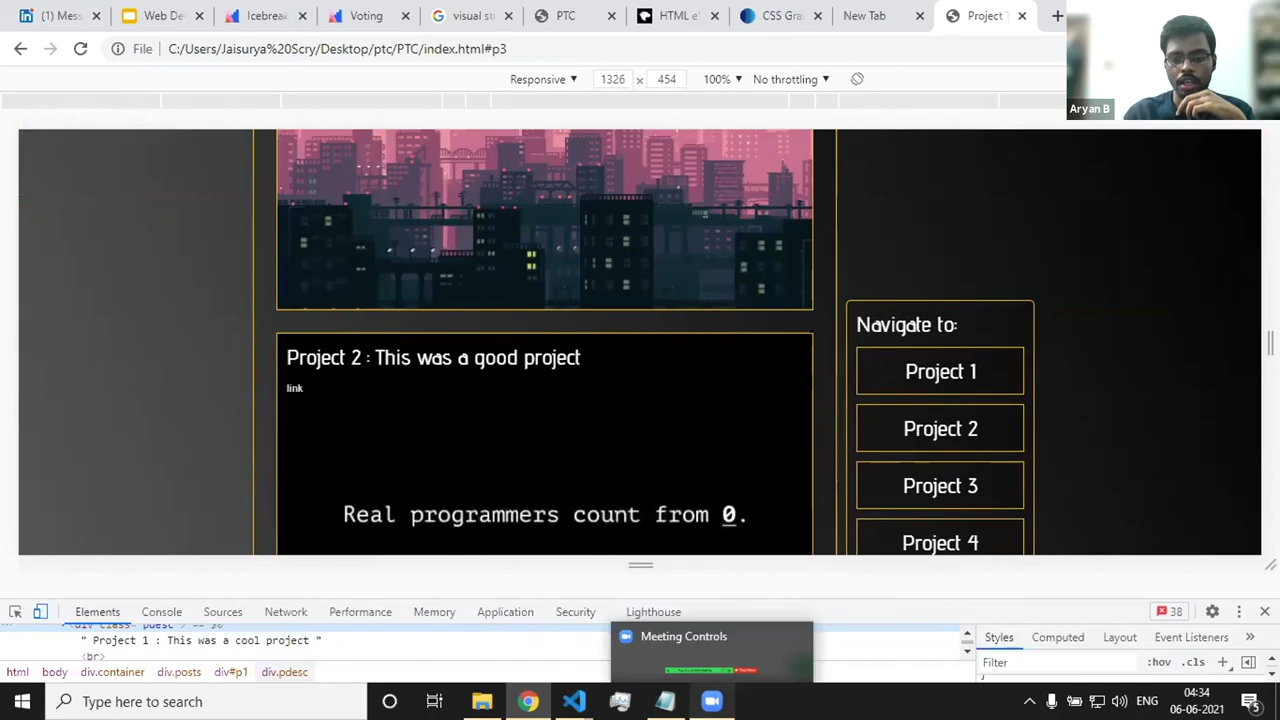 (1) Mess
Web De
Icebrea
Voting
visual st
PTC
HTML e
CSS Gra
New Tab
Project
File
C:/Users/Jaisurya%20Scry/Desktop/ptc/PTC/index.html#p3
Responsive
1326
454
100%
No throttling
Aryan B
Project 2 : This was a good project
link
Real programmers count from 0.
Navigate to:
Project 1
Project 2
Project 3
Project 4
Elements
Console
Sources
Network
Performance
Memory
Application
Security
Lighthouse
38
" Project 1 : This was a cool project "
<br>
html
body
div.container
div.posts
div#p1
div.pdesc
Meeting Controls
Styles
Computed
Layout
Event Listeners
Filter
:hov
.cls
Type here to search
ENG
04:34
06-06-2021
5